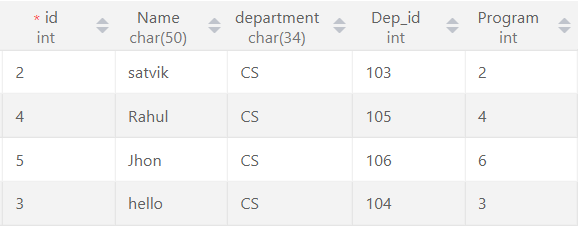 * id Name department Dep_id Program
int char(50) char(34) int int
2 satvik CS 103 2
4 Rahul CS 105 4
5 Jhon CS 106 6
3 hello CS 104 3